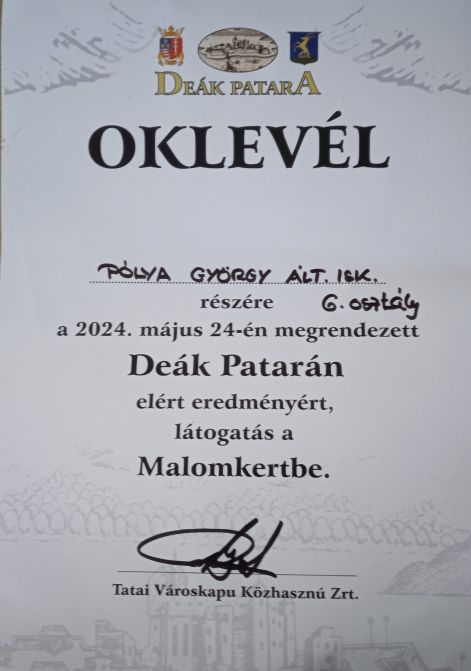 DEÁK PATARA
OKLEVÉL
PÓLYA GYÖRGY ÁLT. ISK.
részére 6. osztály
a 2024. május 24-én megrendezett
Deák Patarán
elért eredményért,
látogatás a
Malomkertbe.
Tatai Városkapu Közhasznú Zrt.